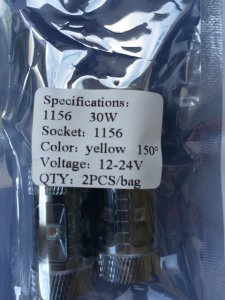 Specifications:
1156 30W
Socket: 1156
Color: yellow 150°
Voltage: 12-24V
QTY: 2PCS/bag